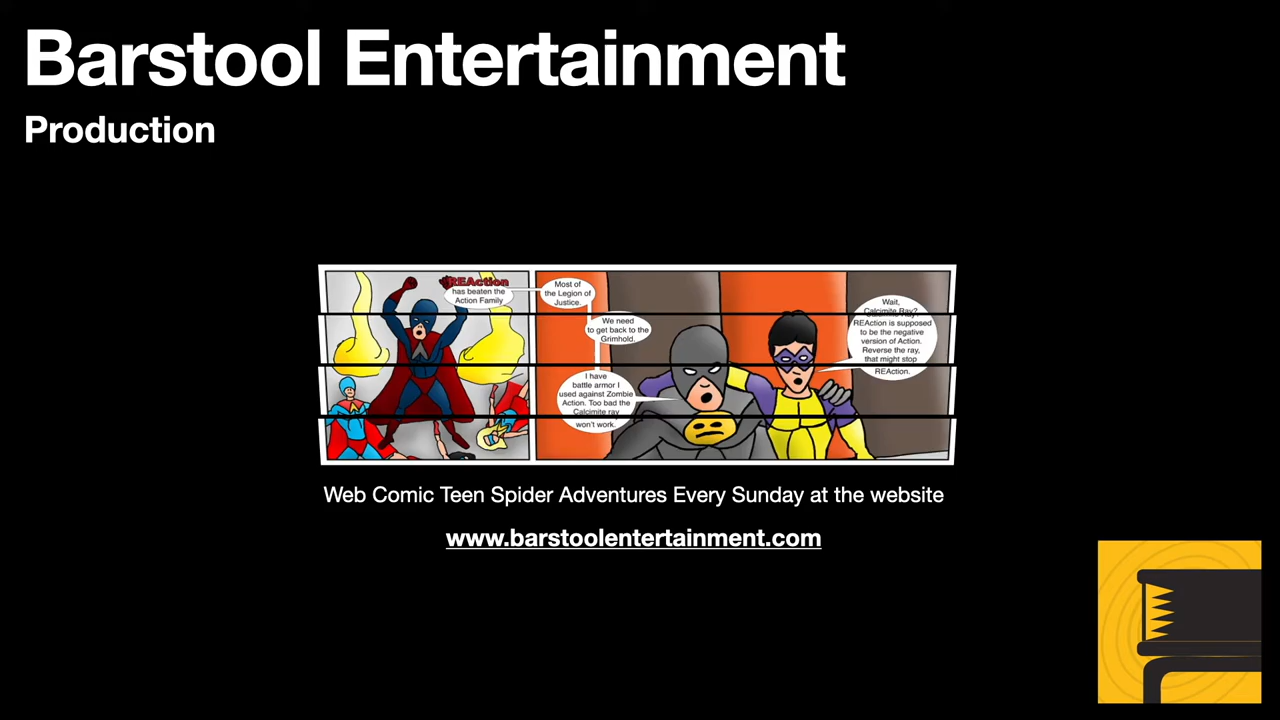 Barstool Entertainment
Production
REAction
has beaten the
Action Family
Most of
the Legion of
Justice.
We need
to get back to the
Grimhold.
I have
battle armor I
used against Zombie
Action. Too bad the
Calcimite ray
won't work.
Wait,
Calcimite Ray?
REAction is supposed
to be the negative
version of Action.
Reverse the ray,
that might stop
REAction.
Web Comic Teen Spider Adventures Every Sunday at the website
www.barstoolentertainment.com